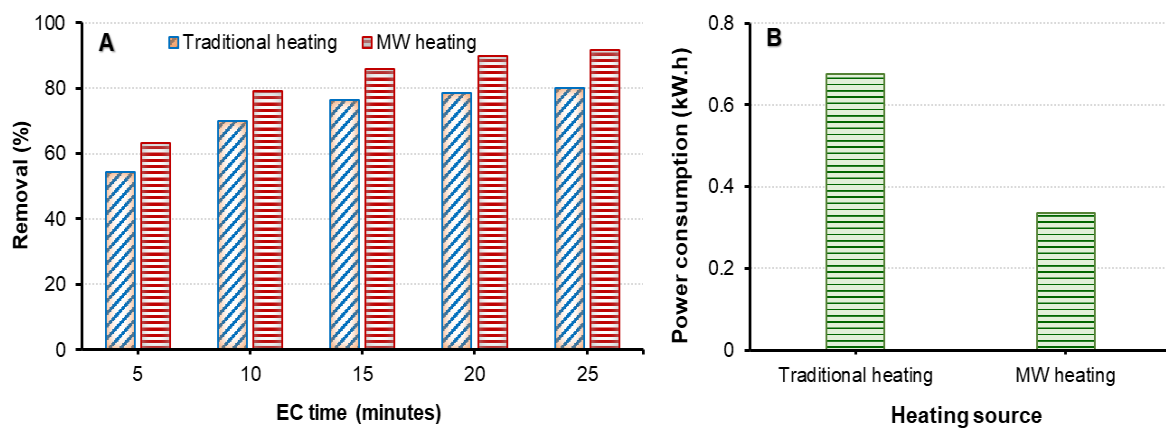 A
Traditional heating
MW heating
Removal (%)
100
80
60
40
20
0
5
10
15
20
25
EC time (minutes)
B
Power consumption (kW.h)
0.8
0.6
0.4
0.2
0
Traditional heating
MW heating
Heating source